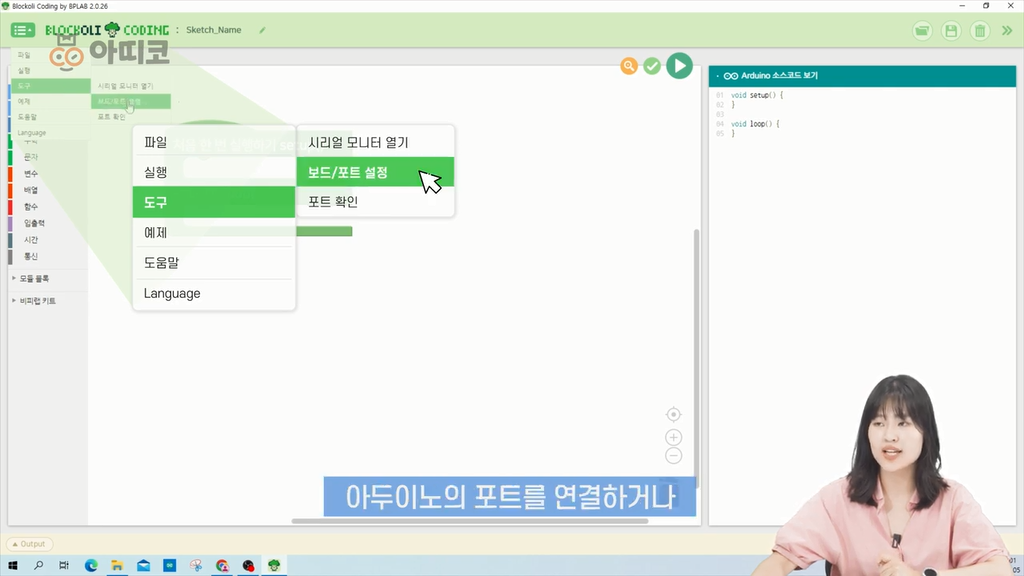 Blockoli Coding by BPLAB 2.0.26
BLOCKOLI CODING : Sketch_Name
아띠코
파일
실행
도구
예제
도움말
Language
시리얼 모니터 열기
보드/포트 설정
포트 확인
문자
변수
배열
함수
입출력
시간
통신
모듈 블록
비피랩 키트
파일
실행
도구
예제
도움말
Language
시리얼 모니터 열기
보드/포트 설정
포트 확인
Arduino 소스코드 보기
01 void setup() {
02 }
03
04 void loop() {
05 }
아두이노의 포트를 연결하거나
Output